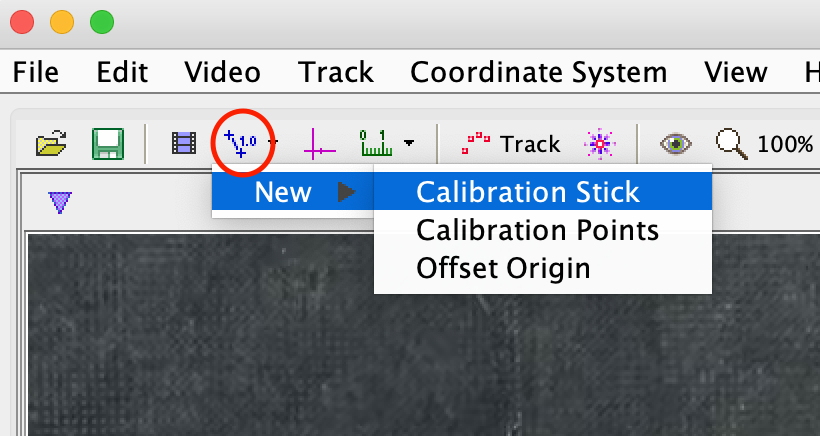 File Edit Video Track Coordinate System View H
1.0 0 1 Track 100%
New Calibration Stick
Calibration Points
Offset Origin